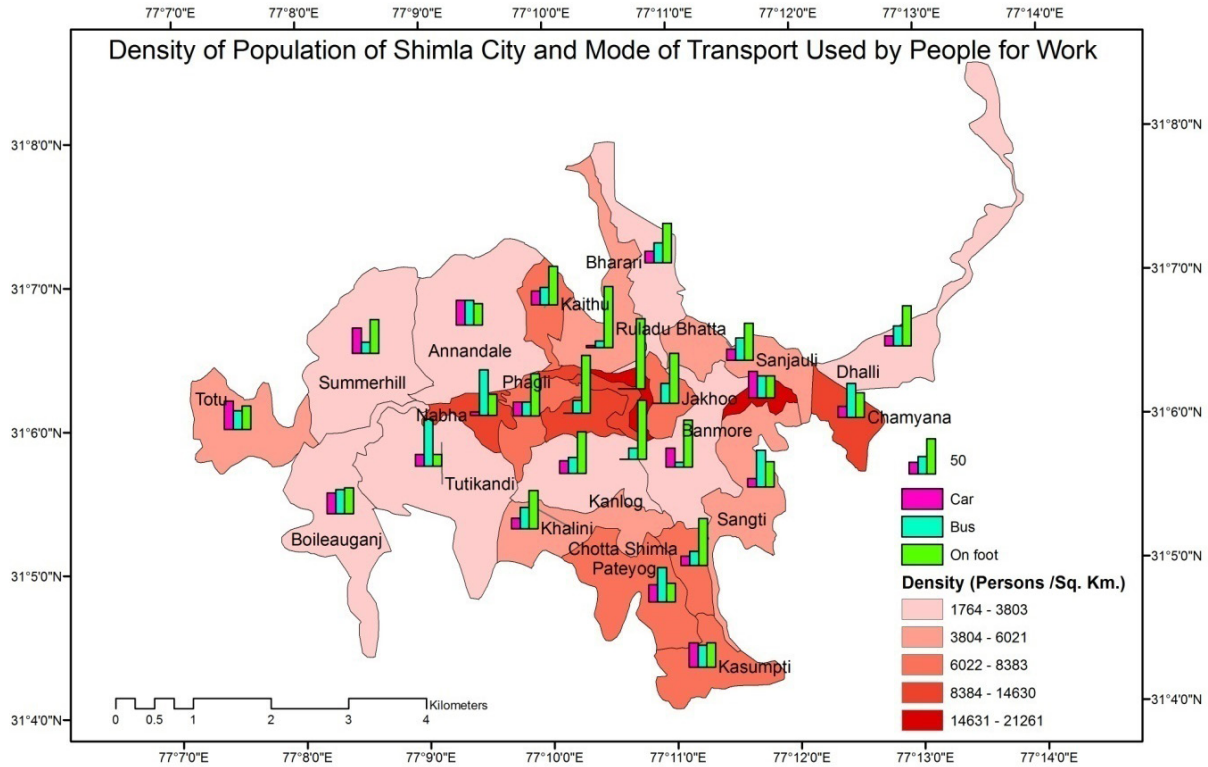 77°7'0"E 77°8'0"E 77°9'0"E 77°10'0"E 77°11'0"E 77°12'0"E 77°13'0"E 77°14'0"E
Density of Population of Shimla City and Mode of Transport Used by People for Work
31°8'0"N
31°8'0"N
Bharari
31°7'0"N
31°70'0"N
Kaithu
Ruladu Bhatta
Annandale
Sanjauli
Summerhill
Phagli
Dhalli
Totu
Nabha
Jakhoo
Chamyana
31°6'0"N
31°60'0"N
Banmore
50
Tutikandi
Car
Kanlog
Sangti
Bus
Boileauganj
Khalini
Chotta Shimla
On foot
31°5'0"N
31°50'0"N
Pateyog
Density (Persons /Sq. Km.)
1764 - 3803
3804 - 6021
6022 - 8383
Kasumpti
8384 - 14630
14631 - 21261
31°4'0"N
31°40'0"N
Kilometers
0 0.5 1 2 3 4
77°7'0"E 77°8'0"E 77°9'0"E 77°10'0"E 77°11'0"E 77°12'0"E 77°13'0"E 77°14'0"E